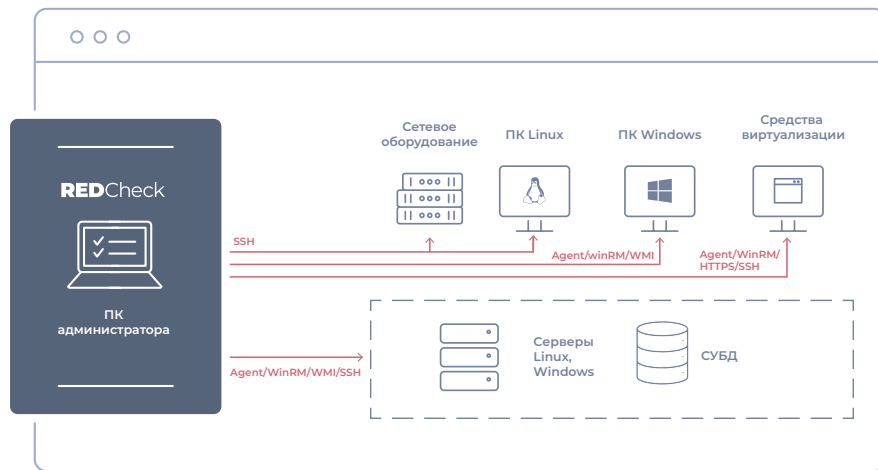 Сетевое
оборудование
ПК Linux
ПК Windows
Средства
виртуализации
REDCheck
ПК
администратора
SSH
Agent/winRM/WMI
Agent/WinRM/
HTTPS/SSH
Agent/WinRM/WMI/SSH
Серверы
Linux,
Windows
СУБД